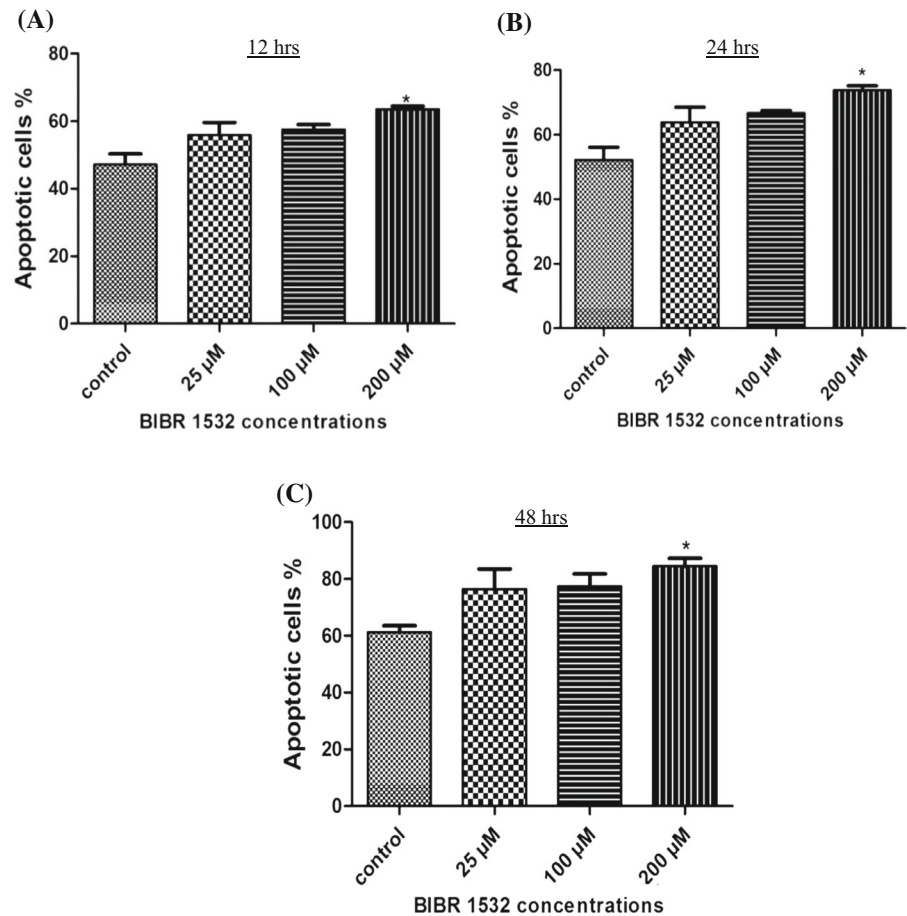 (A)
12 hrs
Apoptotic cells %
80
60
40
20
0
*
control
25 µM
100 µM
200 µM
BIBR 1532 concentrations
(B)
24 hrs
Apoptotic cells %
80
60
40
20
0
*
control
25 µM
100 µM
200 µM
BIBR 1532 concentrations
(C)
48 hrs
Apoptotic cells %
100
80
60
40
20
0
*
control
25 µM
100 µM
200 µM
BIBR 1532 concentrations